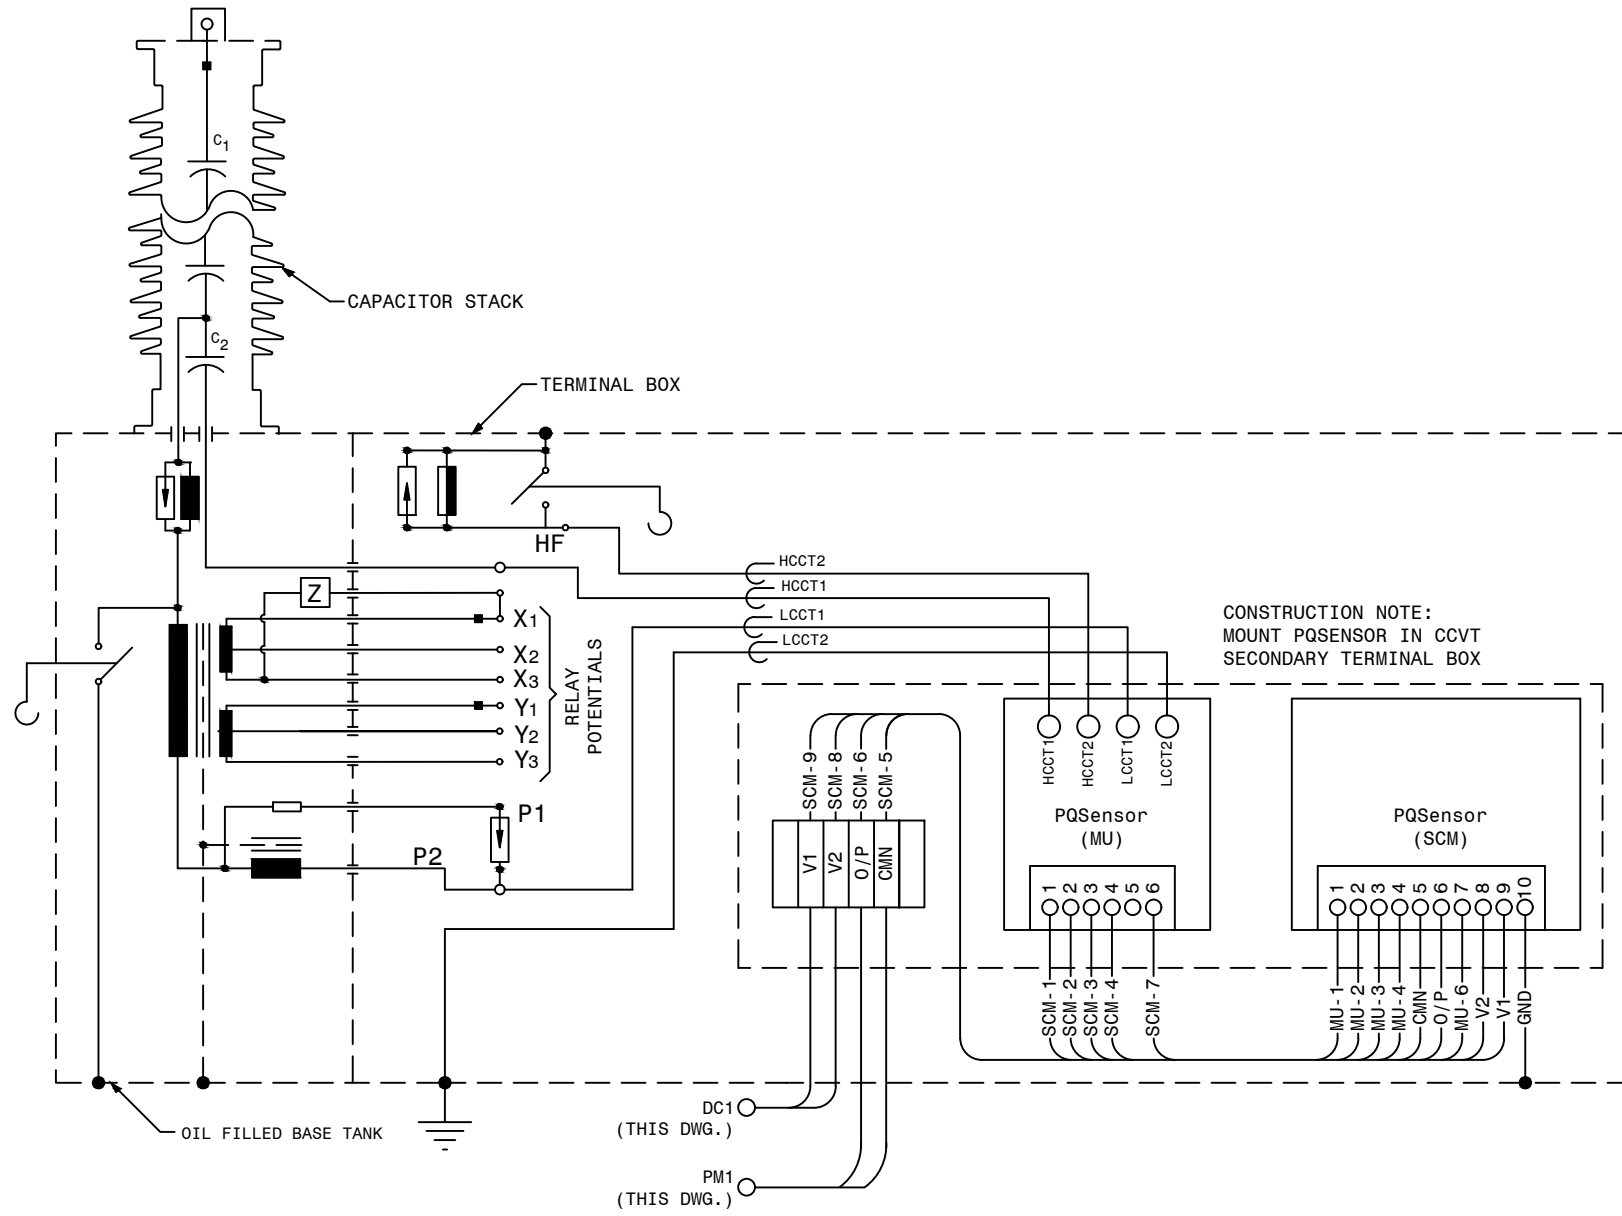 C1
CAPACITOR STACK
C2
TERMINAL BOX
HF
HCCT2
HCCT1
LCCT1
LCCT2
Z
X1
X2
X3
Y1
Y2
Y3
RELAY
POTENTIALS
P1
P2
CONSTRUCTION NOTE:
MOUNT PQSENSOR IN CCVT
SECONDARY TERMINAL BOX
SCM-9
SCM-8
SCM-6
SCM-5
V1
V2
O/P
CMN
HCCT1
HCCT2
LCCT1
LCCT2
PQSensor
(MU)
1
2
3
4
5
6
SCM-1
SCM-2
SCM-3
SCM-4
SCM-7
PQSensor
(SCM)
1
2
3
4
5
6
7
8
9
10
MU-1
MU-2
MU-3
MU-4
CMN
O/P
MU-6
V2
V1
GND
OIL FILLED BASE TANK
DC1
(THIS DWG.)
PM1
(THIS DWG.)